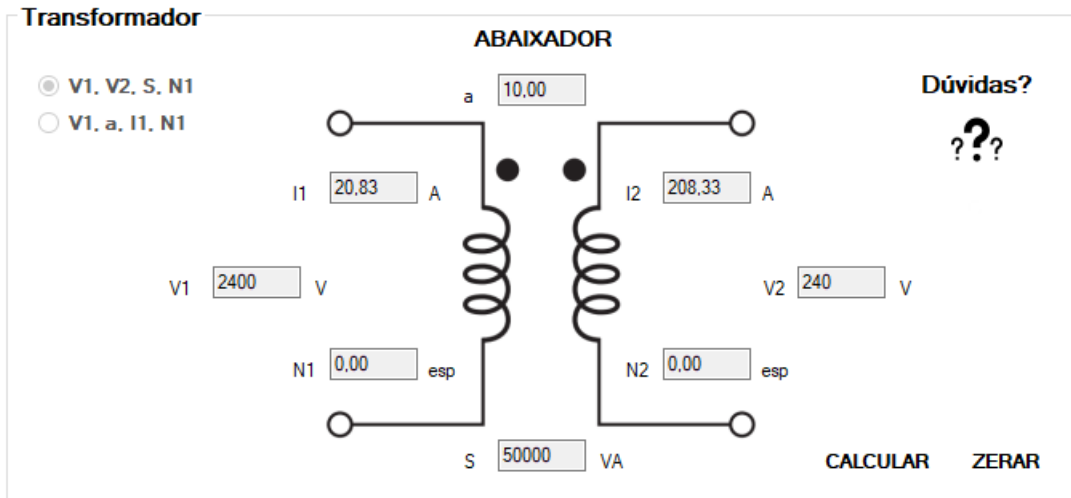 Transformador
ABAIXADOR
V1, V2, S, N1
V1, a, I1, N1
a 10,00
Dúvidas?
???
I1 20,83 A
I2 208,33 A
V1 2400 V
V2 240 V
N1 0,00 esp
N2 0,00 esp
S 50000 VA
CALCULAR ZERAR